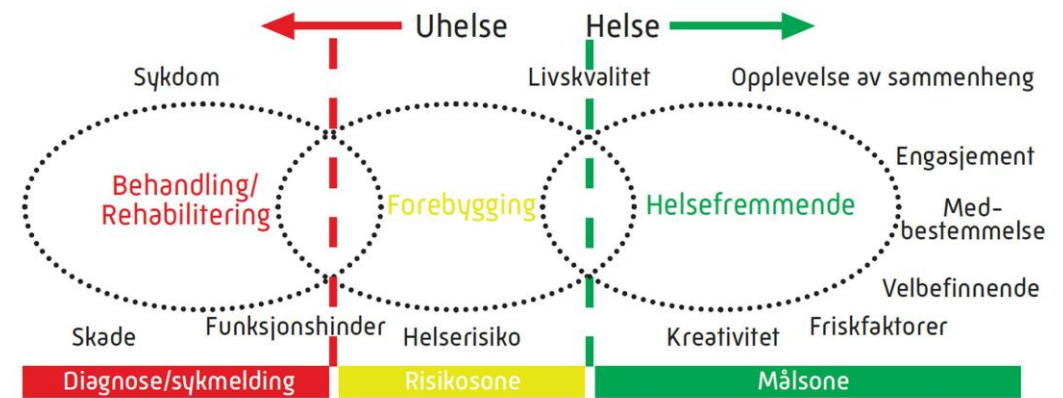 Uhelse Helse
Sykdom Livskvalitet Opplevelse av sammenheng
Engasjement
Behandling/
Rehabilitering
Forebygging
Helsefremmende
Med-
bestemmelse
Velbefinnende
Skade Funksjonshinder Helserisiko Kreativitet Friskfaktorer
Diagnose/sykmelding Risikosone Målsone